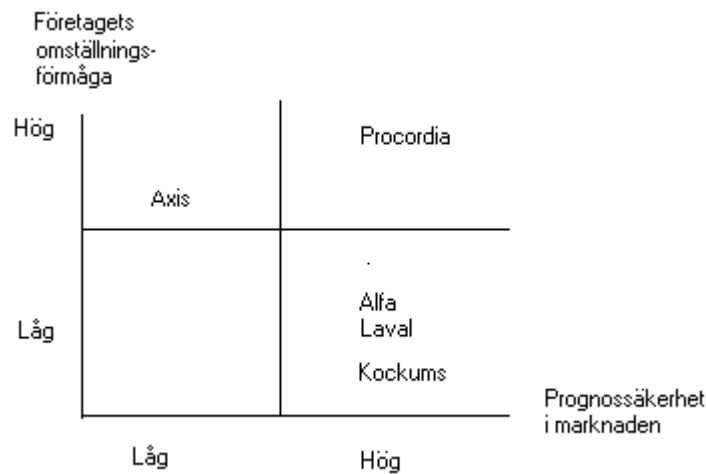 Företagets
omställnings-
förmåga
Hög
Procordia
Axis
Alfa
Laval
Låg
Kockums
Prognossäkerhet
i marknaden
Låg
Hög